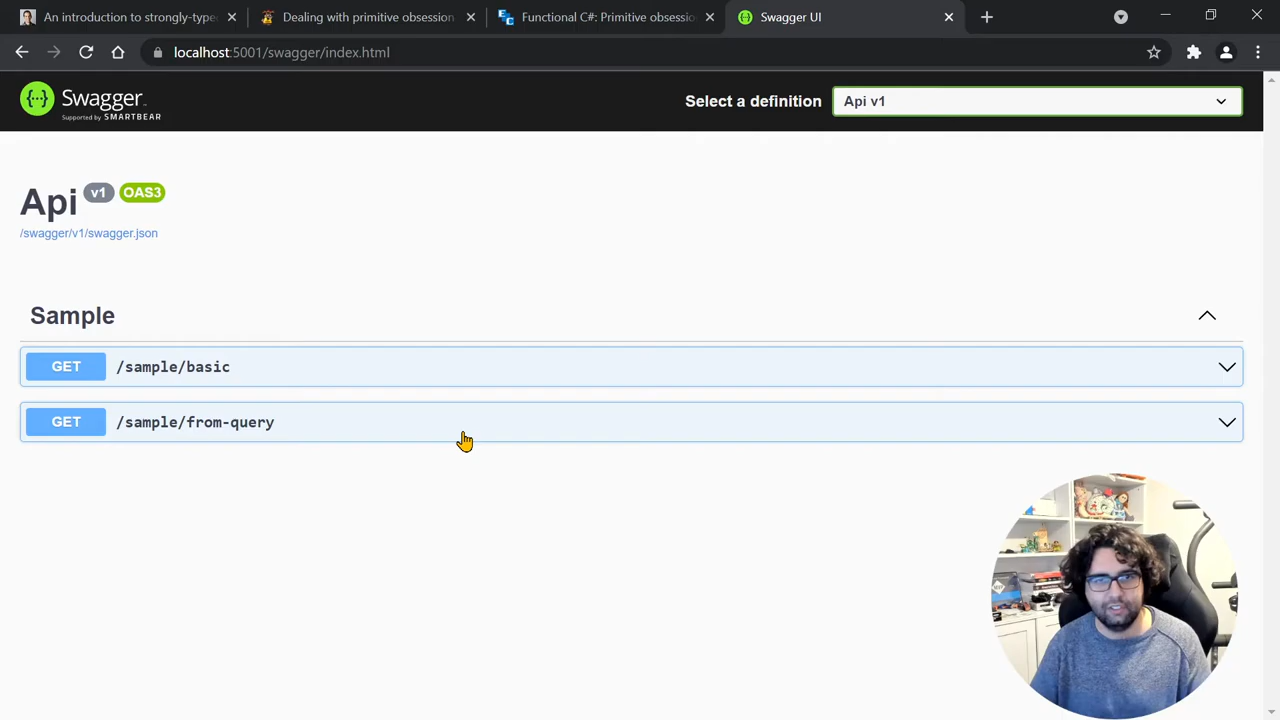 An introduction to strongly-type
Dealing with primitive obsession
Functional C#: Primitive obsessio
Swagger UI
localhost:5001/swagger/index.html
Swagger
Supported by SMARTBEAR
Select a definition
Api v1
Api v1 OAS3
/swagger/v1/swagger.json
Sample
GET /sample/basic
GET /sample/from-query